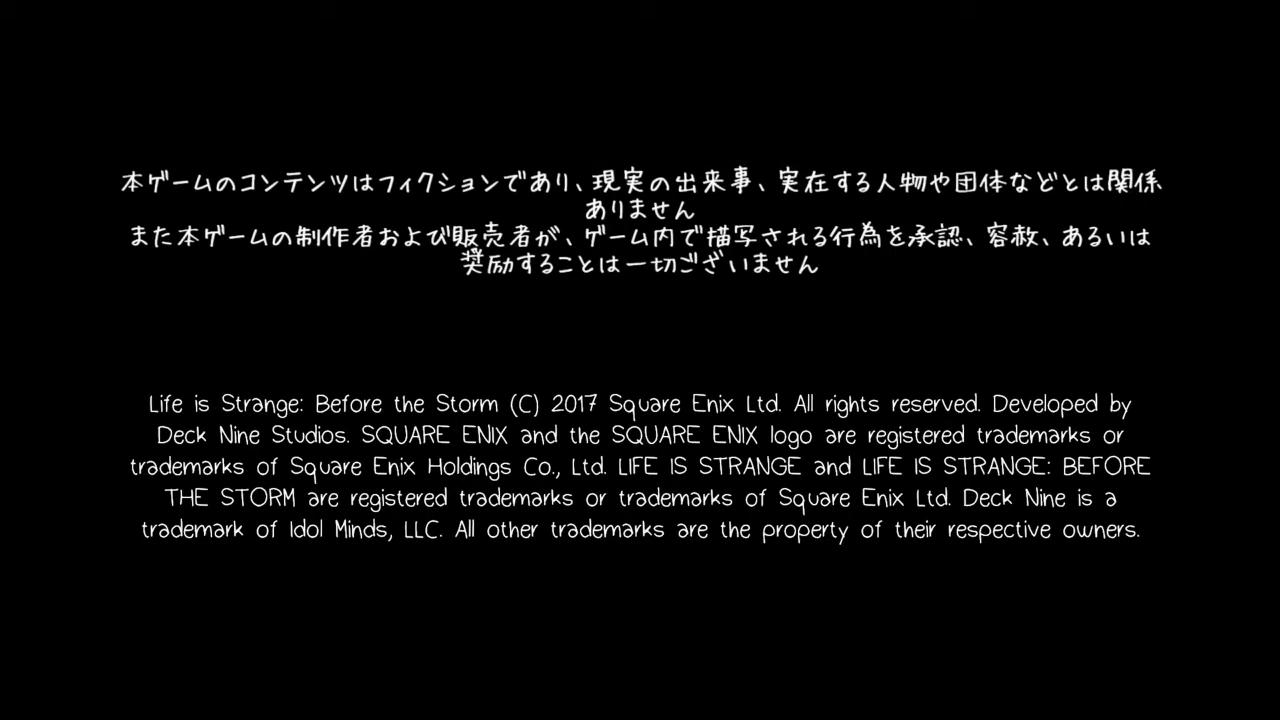 本ゲームのコンテンツはフィクションであり、現実の出来事、実在する人物や団体などとは関係
ありません
また本ゲームの制作者および販売者が、ゲーム内で描写される行為を承認、容赦、あるいは
奨励することは一切ございません
Life is Strange: Before the Storm (C) 2017 Square Enix Ltd. All rights reserved. Developed by
Deck Nine Studios. SQUARE ENIX and the SQUARE ENIX logo are registered trademarks or
trademarks of Square Enix Holdings Co., Ltd. LIFE IS STRANGE and LIFE IS STRANGE: BEFORE
THE STORM are registered trademarks or trademarks of Square Enix Ltd. Deck Nine is a
trademark of Idol Minds, LLC. All other trademarks are the property of their respective owners.